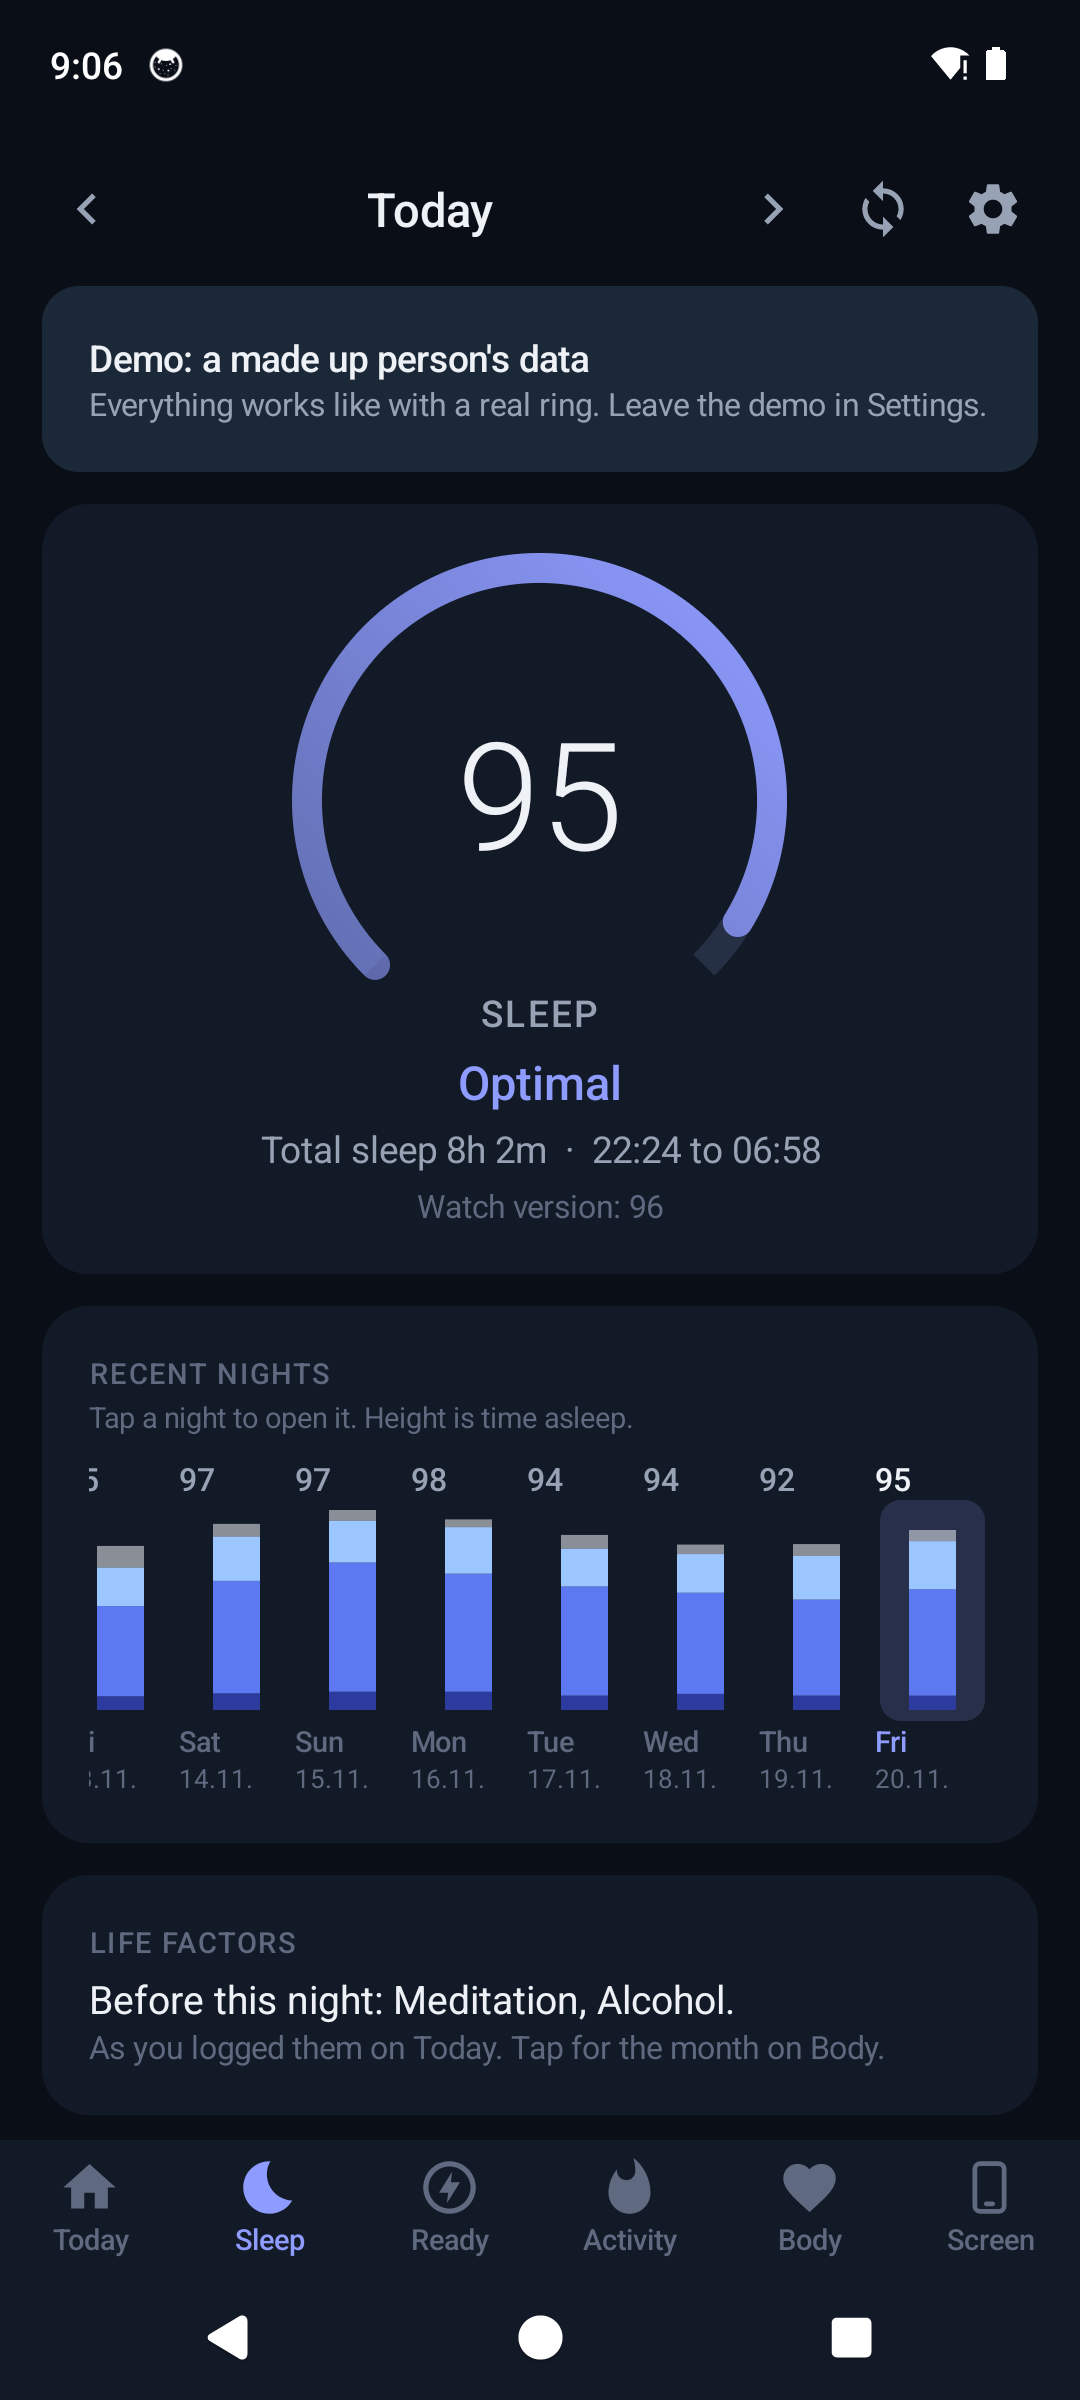 9:06
Today
Demo: a made up person's data
Everything works like with a real ring. Leave the demo in Settings.
95
SLEEP
Optimal
Total sleep 8h 2m · 22:24 to 06:58
Watch version: 96
RECENT NIGHTS
Tap a night to open it. Height is time asleep.
97 97 98 94 94 92 95
Sat Sun Mon Tue Wed Thu Fri
.11. 14.11. 15.11. 16.11. 17.11. 18.11. 19.11. 20.11.
LIFE FACTORS
Before this night: Meditation, Alcohol.
As you logged them on Today. Tap for the month on Body.
Today Sleep Ready Activity Body Screen